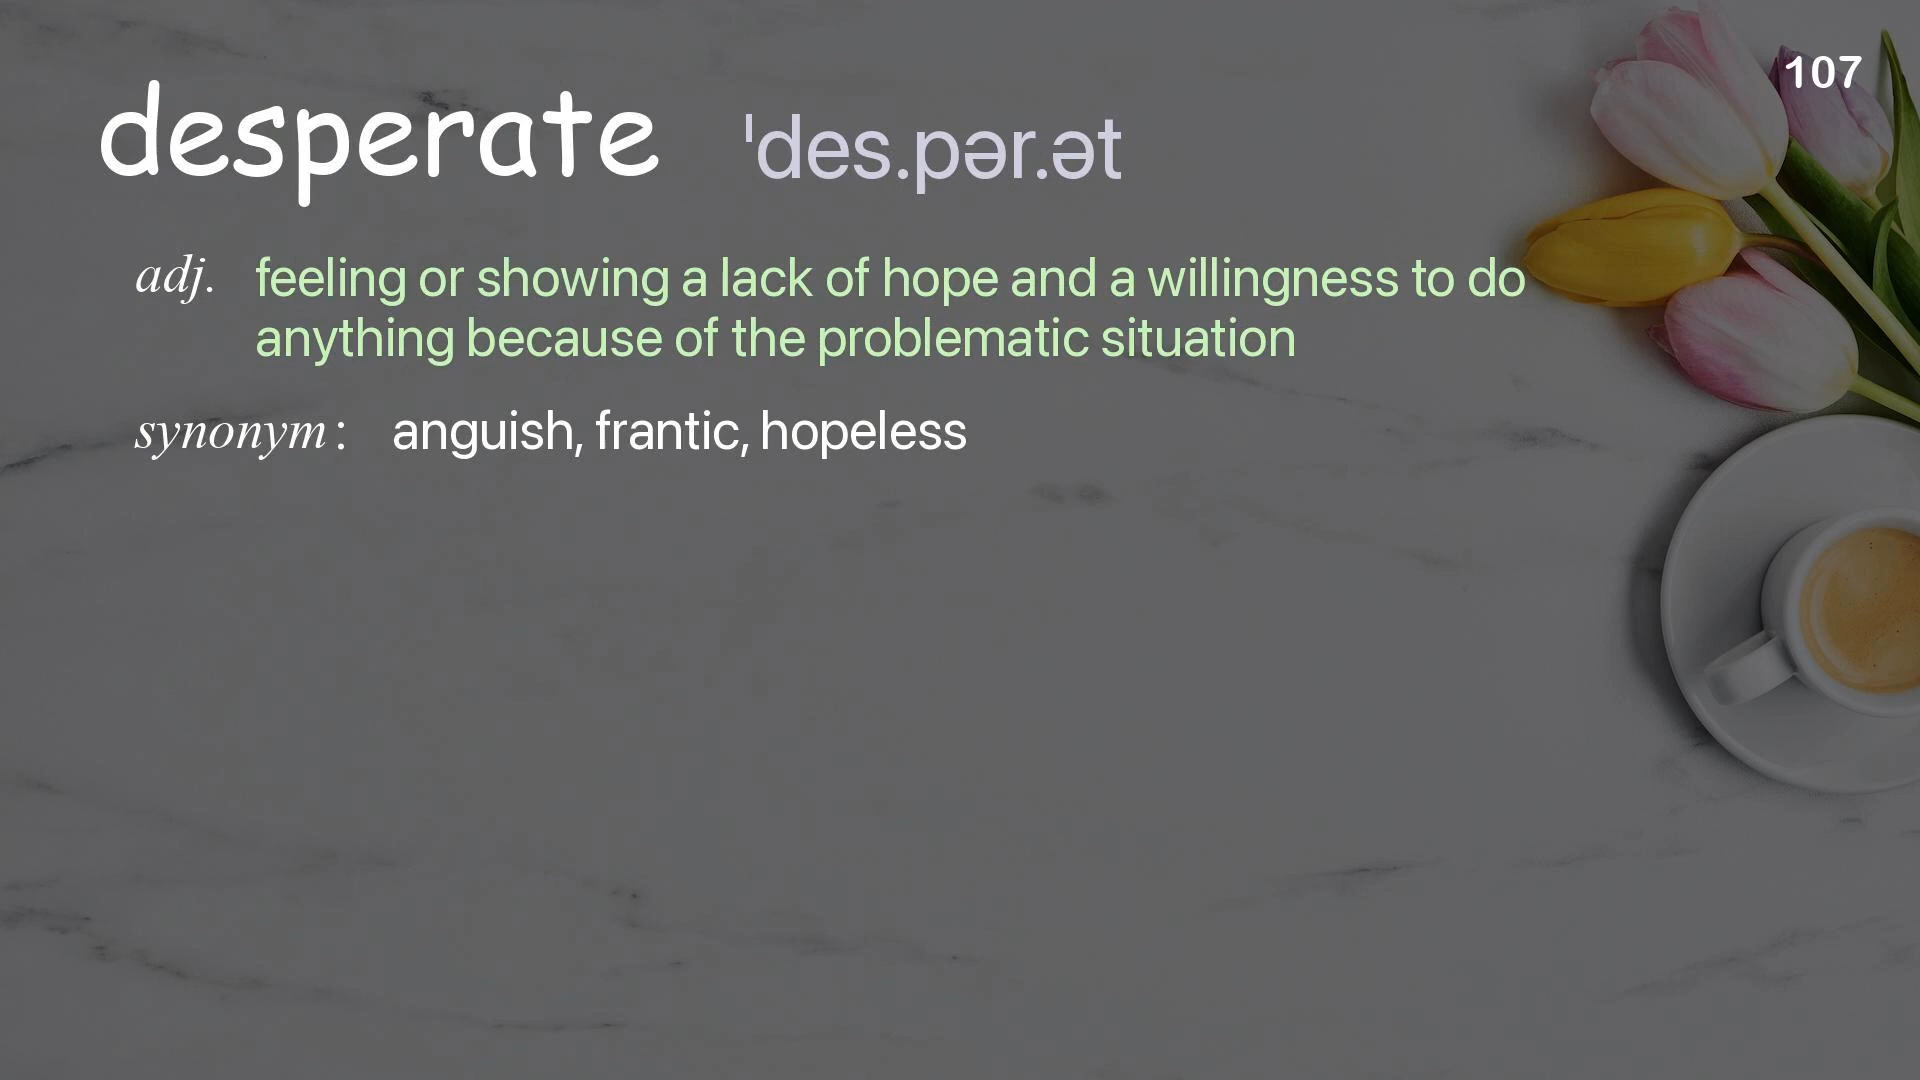 107
desperate ˈdes.pər.ət
adj. feeling or showing a lack of hope and a willingness to do
anything because of the problematic situation
synonym: anguish, frantic, hopeless